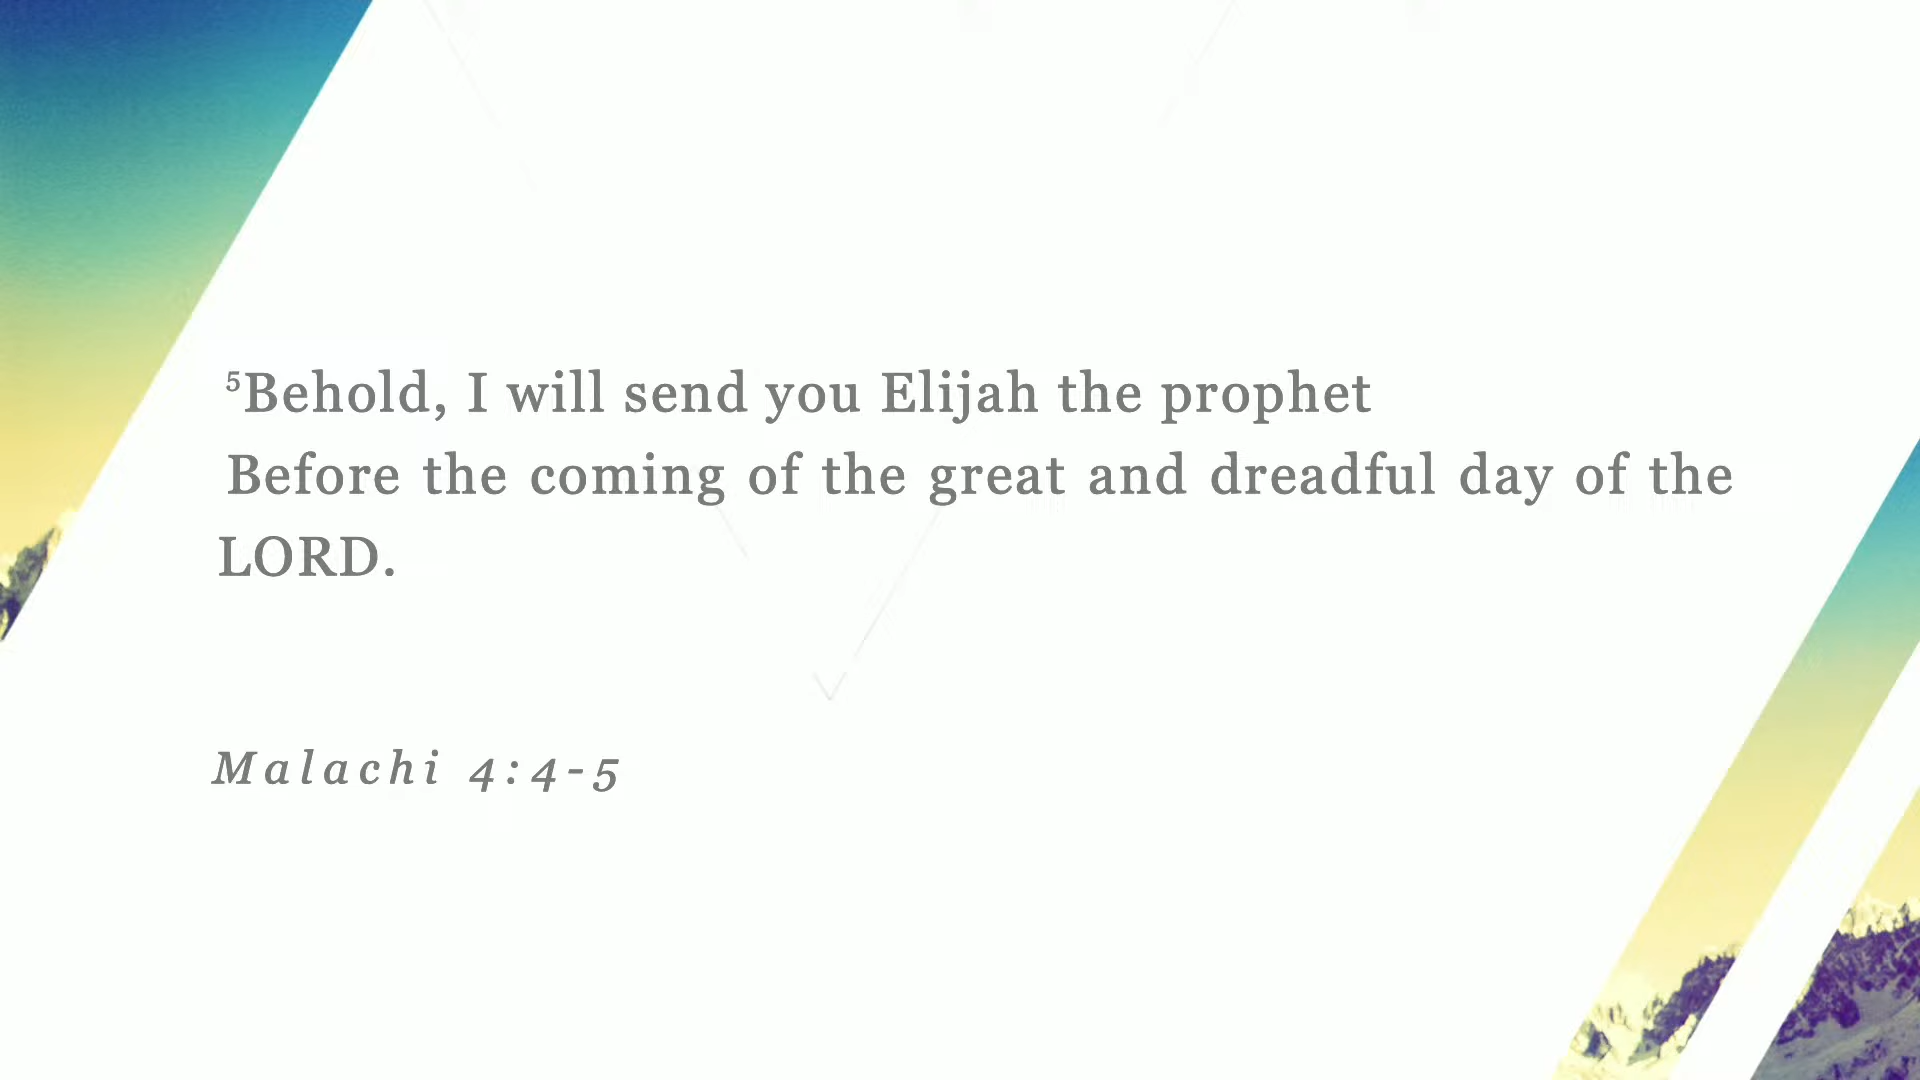 ⁵Behold, I will send you Elijah the prophet
Before the coming of the great and dreadful day of the
LORD.
Malachi 4:4-5